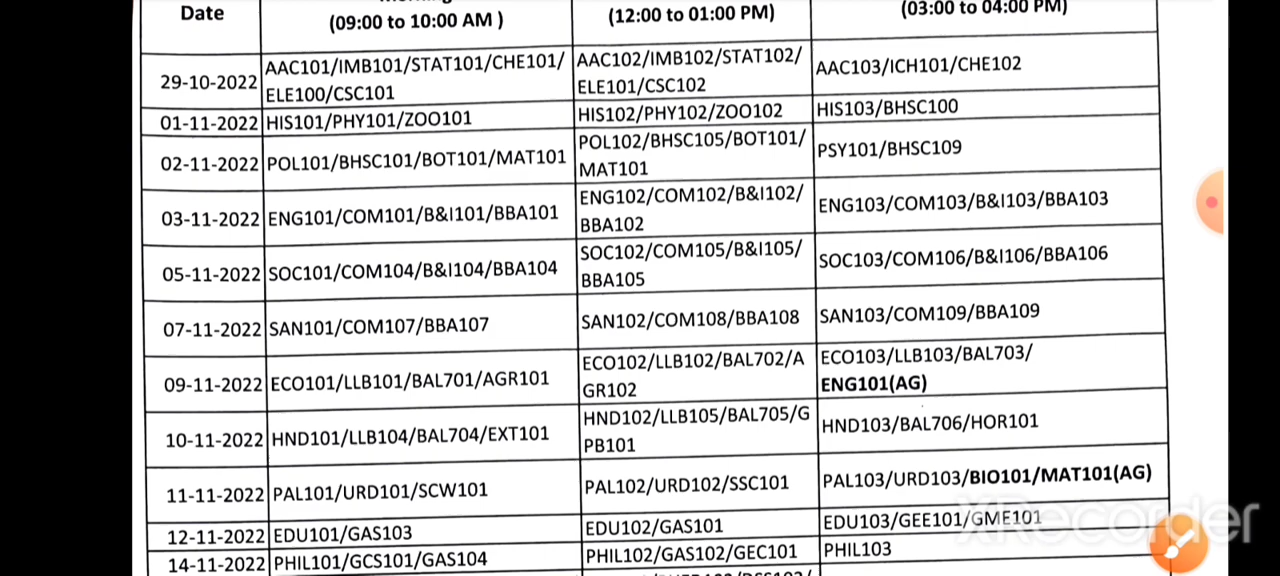 Date
(09:00 to 10:00 AM )
(12:00 to 01:00 PM)
(03:00 to 04:00 PM)
29-10-2022
AAC101/IMB101/STAT101/CHE101/
ELE100/CSC101
AAC102/IMB102/STAT102/
ELE101/CSC102
AAC103/ICH101/CHE102
01-11-2022
HIS101/PHY101/ZOO101
HIS102/PHY102/ZOO102
HIS103/BHSC100
02-11-2022
POL101/BHSC101/BOT101/MAT101
POL102/BHSC105/BOT101/
MAT101
PSY101/BHSC109
03-11-2022
ENG101/COM101/B&I101/BBA101
ENG102/COM102/B&I102/
BBA102
ENG103/COM103/B&I103/BBA103
05-11-2022
SOC101/COM104/B&I104/BBA104
SOC102/COM105/B&I105/
BBA105
SOC103/COM106/B&I106/BBA106
07-11-2022
SAN101/COM107/BBA107
SAN102/COM108/BBA108
SAN103/COM109/BBA109
09-11-2022
ECO101/LLB101/BAL701/AGR101
ECO102/LLB102/BAL702/A
GR102
ECO103/LLB103/BAL703/
ENG101(AG)
10-11-2022
HND101/LLB104/BAL704/EXT101
HND102/LLB105/BAL705/G
PB101
HND103/BAL706/HOR101
11-11-2022
PAL101/URD101/SCW101
PAL102/URD102/SSC101
PAL103/URD103/BIO101/MAT101(AG)
12-11-2022
EDU101/GAS103
EDU102/GAS101
EDU103/GEE101/GME101
14-11-2022
PHIL101/GCS101/GAS104
PHIL102/GAS102/GEC101
PHIL103
XRecorder